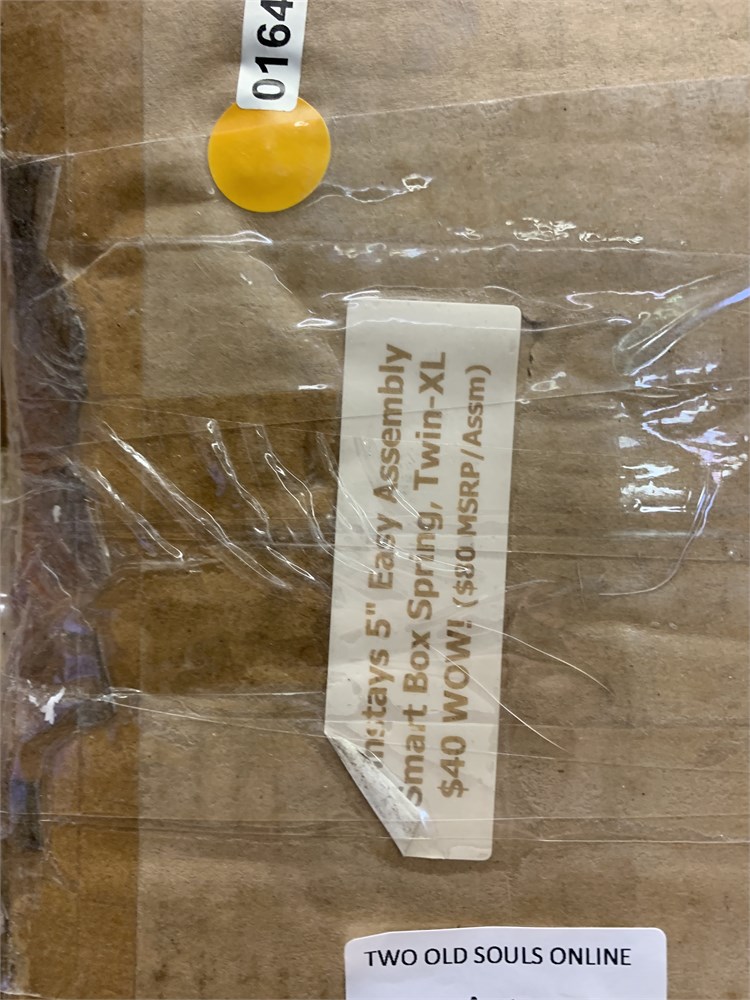 0164
nstays 5" Easy Assembly
Smart Box Spring, Twin-XL
$40 WOW! ($80 MSRP/Assm)
TWO OLD SOULS ONLINE